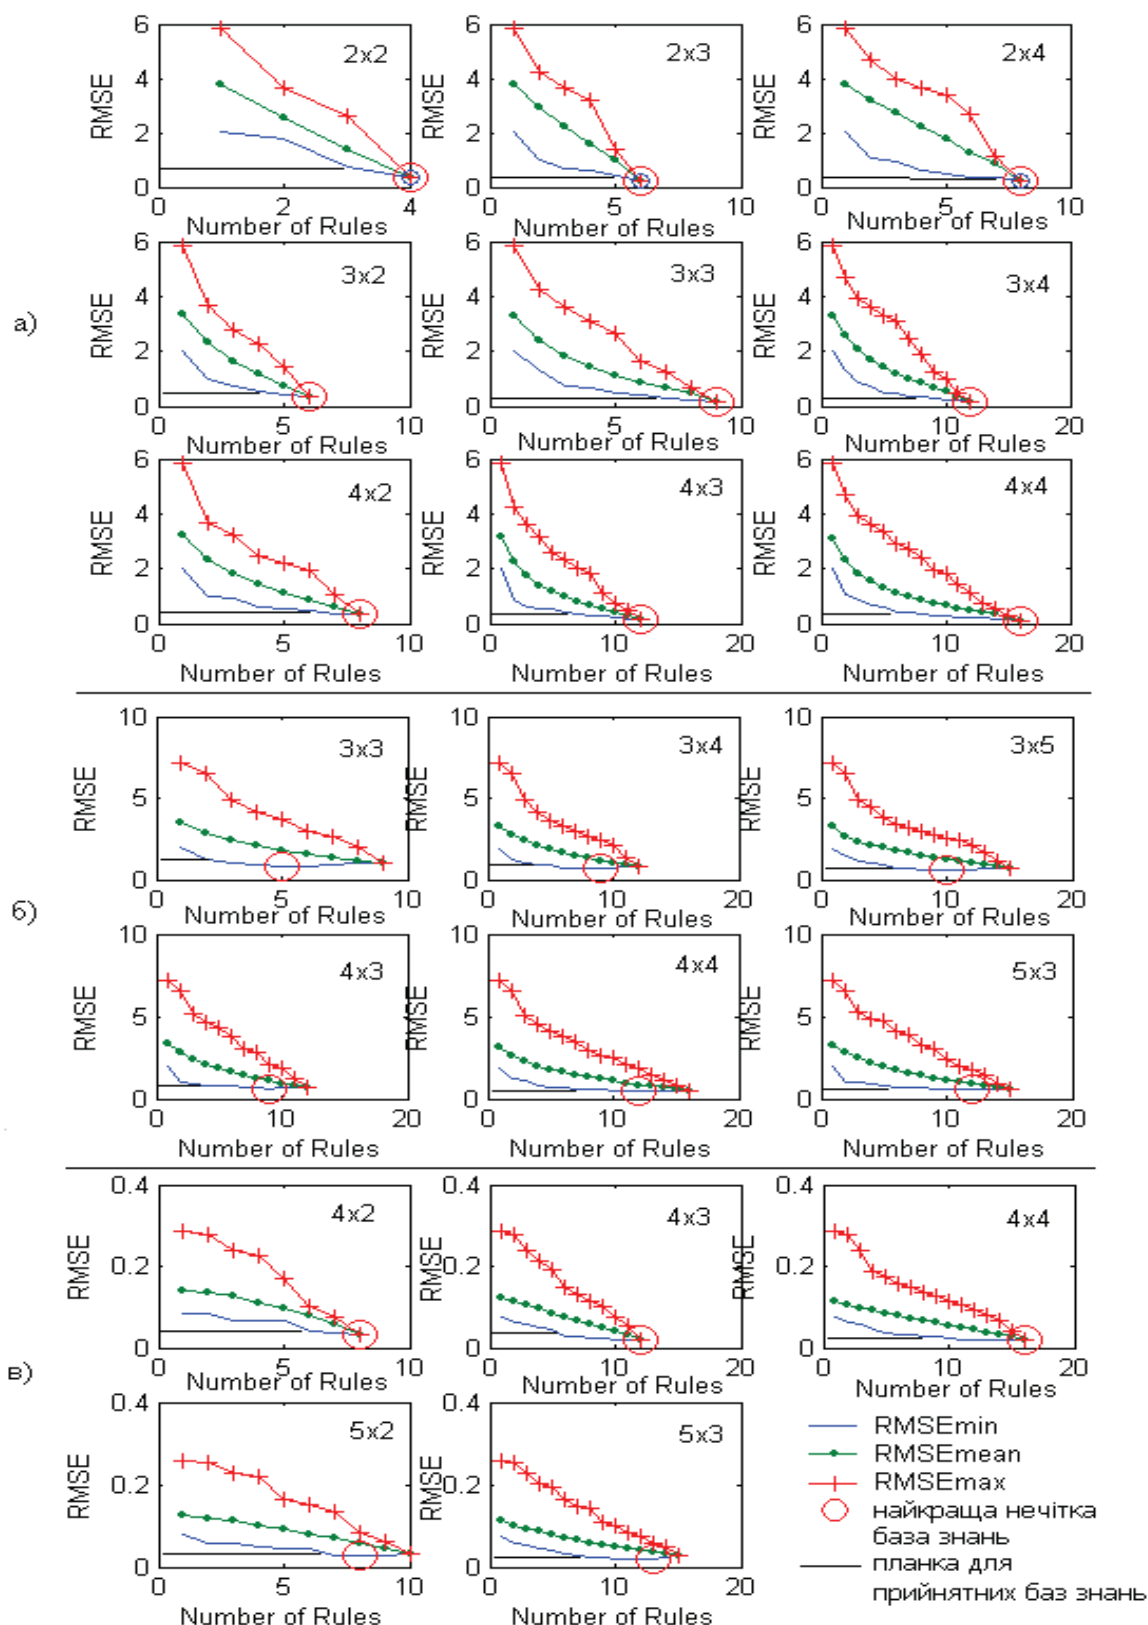 6
4
2
0
RMSE
2x2
0
2
4
Number of Rules
6
4
2
0
RMSE
2x3
0
5
10
Number of Rules
6
4
2
0
RMSE
2x4
0
5
10
Number of Rules
а)
6
4
2
0
RMSE
3x2
0
5
10
Number of Rules
6
4
2
0
RMSE
3x3
0
5
10
Number of Rules
6
4
2
0
RMSE
3x4
0
10
20
Number of Rules
6
4
2
0
RMSE
4x2
0
5
10
Number of Rules
6
4
2
0
RMSE
4x3
0
10
20
Number of Rules
6
4
2
0
RMSE
4x4
0
10
20
Number of Rules
б)
10
5
0
RMSE
3x3
0
5
10
Number of Rules
10
5
0
RMSE
3x4
0
10
20
Number of Rules
10
5
0
RMSE
3x5
0
10
20
Number of Rules
10
5
0
RMSE
4x3
0
10
20
Number of Rules
10
5
0
RMSE
4x4
0
10
20
Number of Rules
10
5
0
RMSE
5x3
0
10
20
Number of Rules
в)
0.4
0.2
0
RMSE
4x2
0
5
10
Number of Rules
0.4
0.2
0
RMSE
4x3
0
10
20
Number of Rules
0.4
0.2
0
RMSE
4x4
0
10
20
Number of Rules
0.4
0.2
0
RMSE
5x2
0
5
10
Number of Rules
0.4
0.2
0
RMSE
5x3
0
10
20
Number of Rules
RMSEmin
RMSEmean
RMSEmax
найкраща нечітка
база знань
планка для
прийнятних баз знань